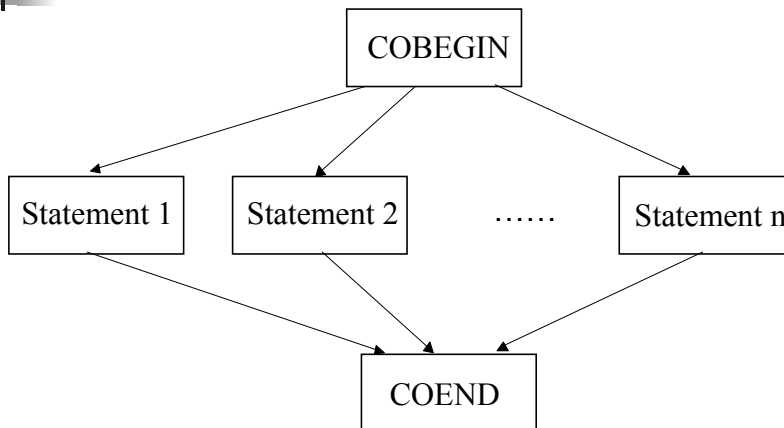 COBEGIN
Statement 1
Statement 2
……
Statement n
COEND